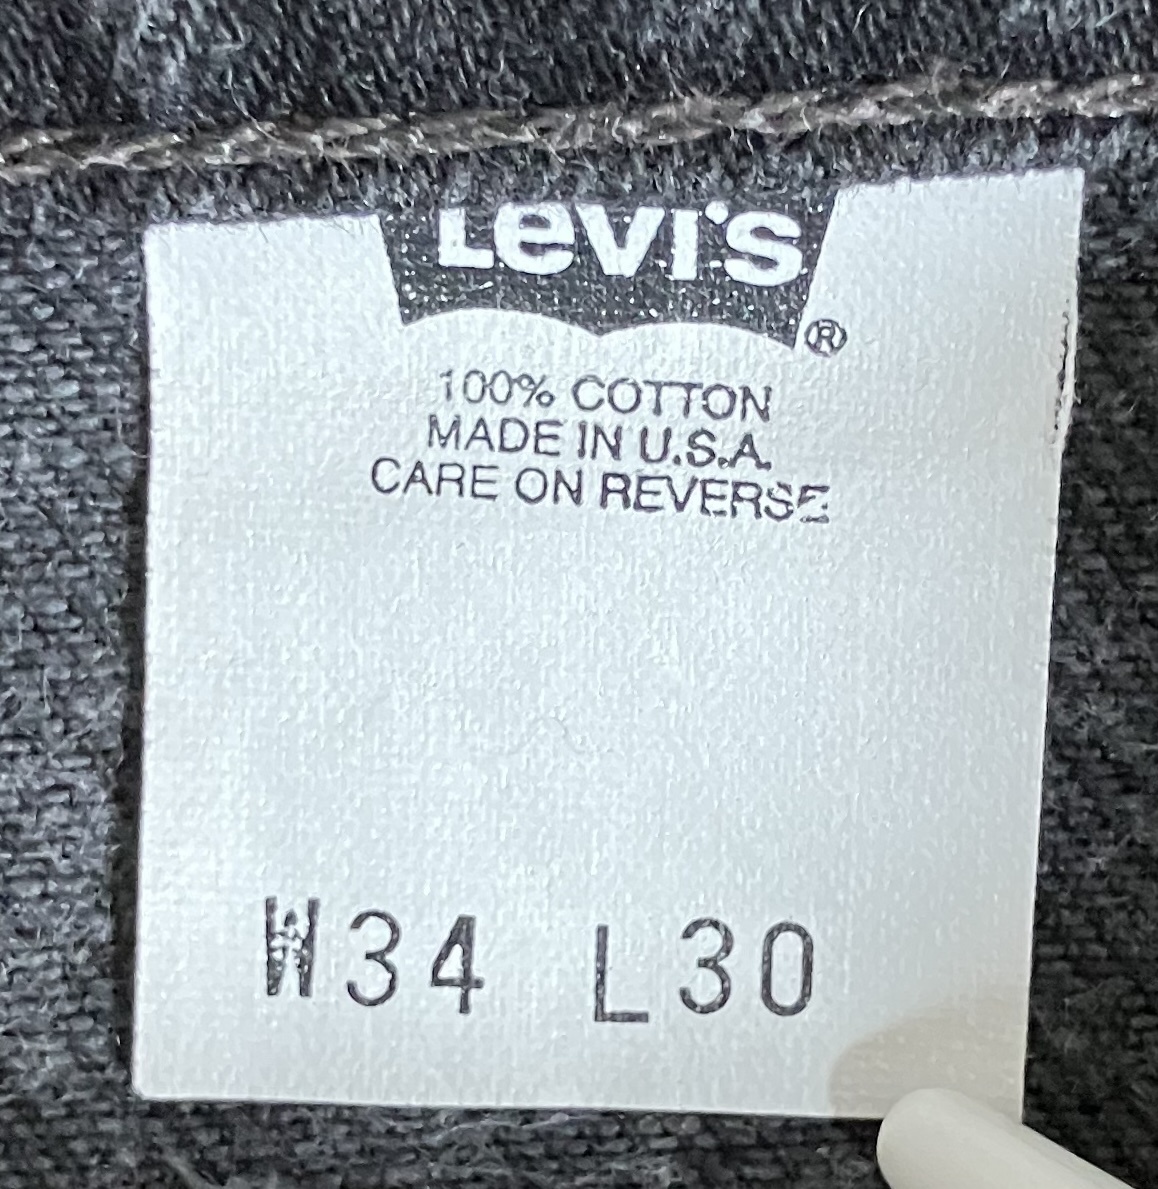 Levi's
®
100% COTTON
MADE IN U.S.A.
CARE ON REVERSE
W34 L30